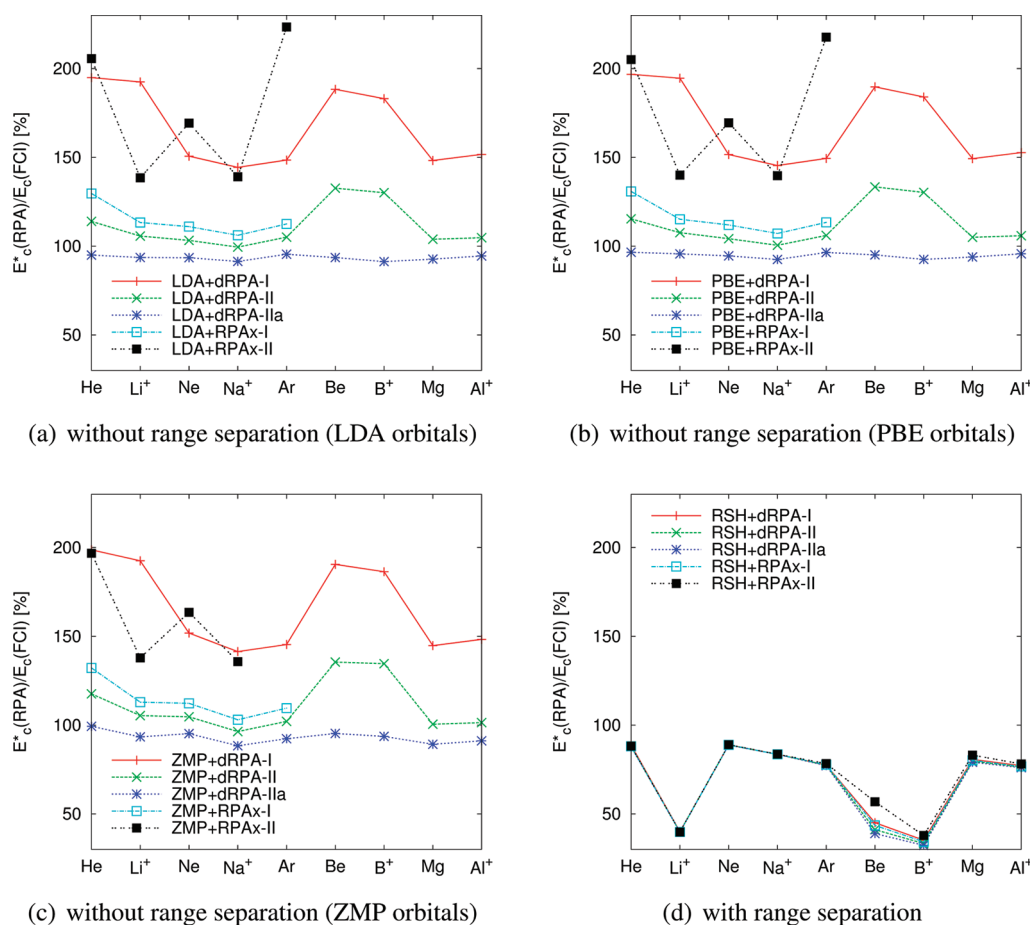 200
150
100
50
E*c(RPA)/Ec(FCI) [%]
LDA+dRPA-I
LDA+dRPA-II
LDA+dRPA-IIa
LDA+RPAx-I
LDA+RPAx-II
He Li+ Ne Na+ Ar Be B+ Mg Al+
(a) without range separation (LDA orbitals)
200
150
100
50
E*c(RPA)/Ec(FCI) [%]
PBE+dRPA-I
PBE+dRPA-II
PBE+dRPA-IIa
PBE+RPAx-I
PBE+RPAx-II
He Li+ Ne Na+ Ar Be B+ Mg Al+
(b) without range separation (PBE orbitals)
200
150
100
50
E*c(RPA)/Ec(FCI) [%]
ZMP+dRPA-I
ZMP+dRPA-II
ZMP+dRPA-IIa
ZMP+RPAx-I
ZMP+RPAx-II
He Li+ Ne Na+ Ar Be B+ Mg Al+
(c) without range separation (ZMP orbitals)
200
150
100
50
E*c(RPA)/Ec(FCI) [%]
RSH+dRPA-I
RSH+dRPA-II
RSH+dRPA-IIa
RSH+RPAx-I
RSH+RPAx-II
He Li+ Ne Na+ Ar Be B+ Mg Al+
(d) with range separation